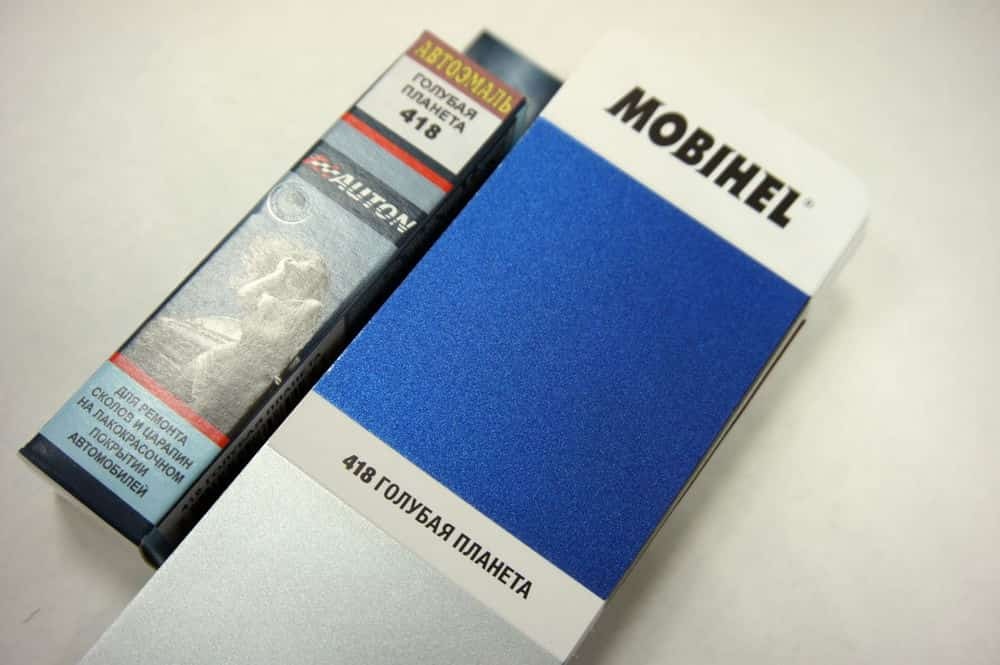 АВТОЭМАЛЬ
ГОЛУБАЯ
ПЛАНЕТА
418
AUTON
ДЛЯ РЕМОНТА
СКОЛОВ И ЦАРАПИН
НА ЛАКОКРАСОЧНОМ
ПОКРЫТИИ
АВТОМОБИЛЕЙ
MOBIHEL®
418 ГОЛУБАЯ ПЛАНЕТА